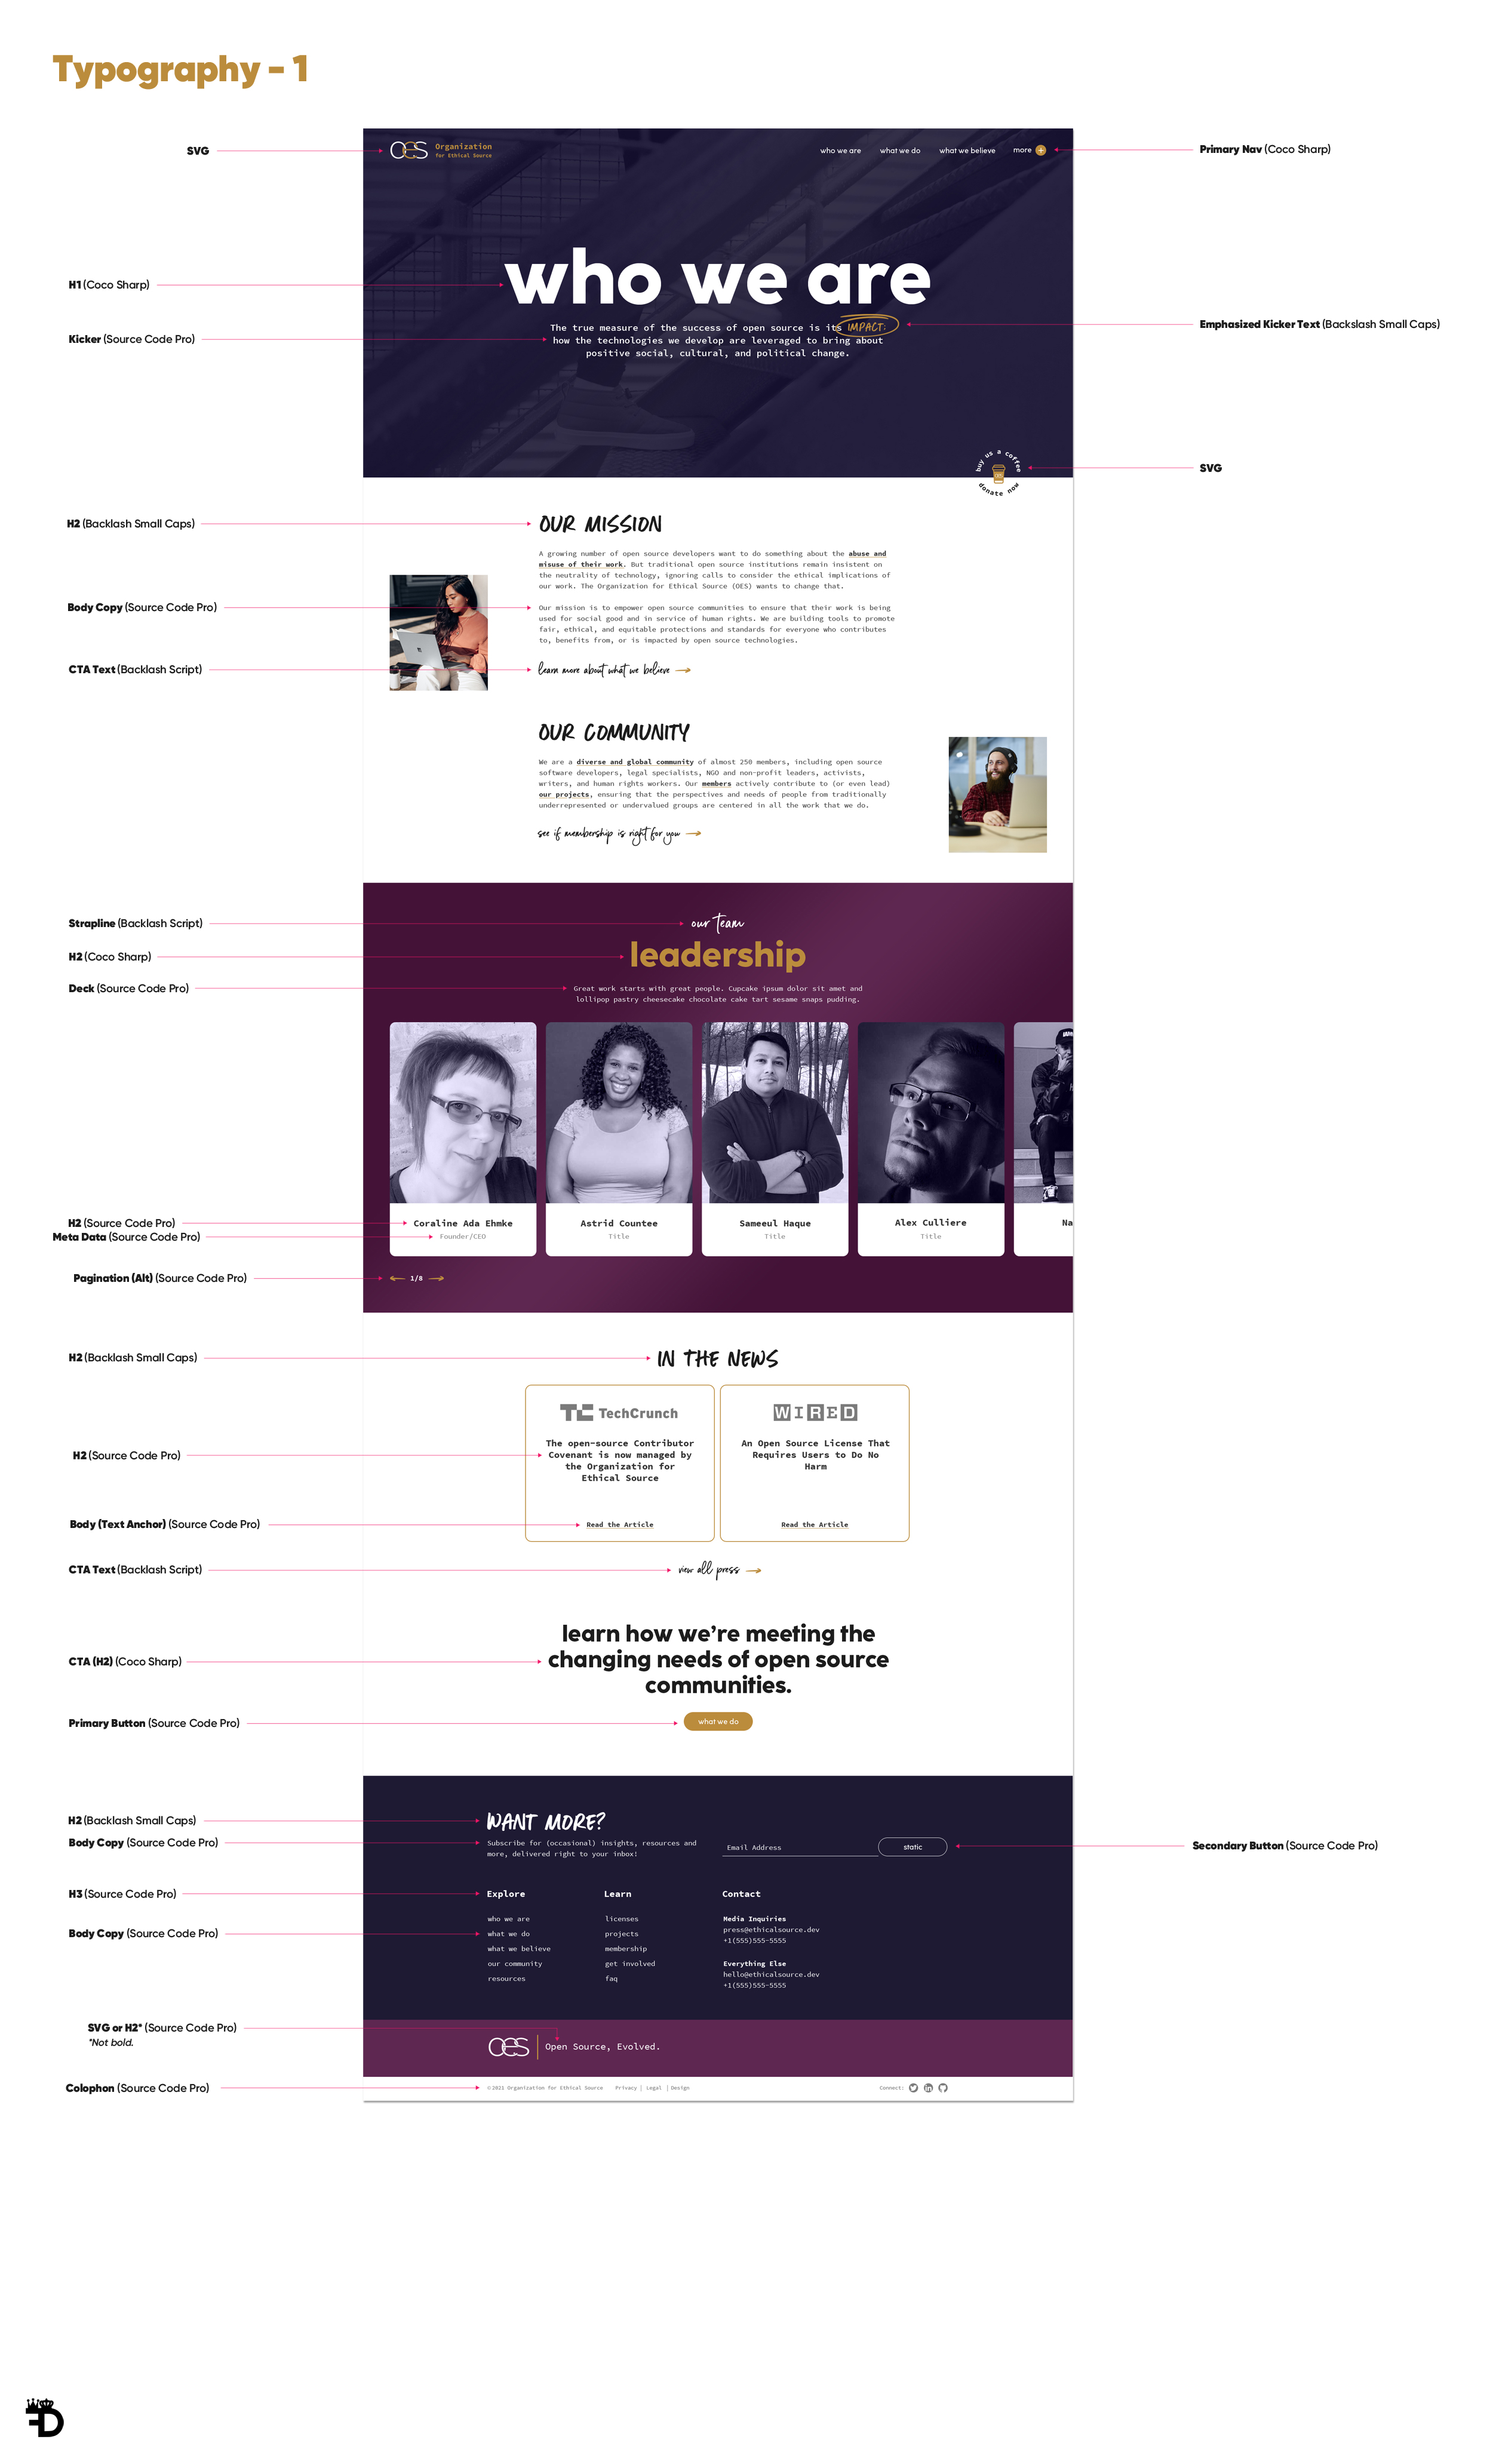 Typography - 1
SVG
OES Organization
for Ethical Source
who we are what we do what we believe more +
Primary Nav (Coco Sharp)
H1 (Coco Sharp)
who we are
Kicker (Source Code Pro)
The true measure of the success of open source is its IMPACT:
how the technologies we develop are leveraged to bring about
positive social, cultural, and political change.
Emphasized Kicker Text (Backslash Small Caps)
buy us a coffee
donate now
SVG
H2 (Backlash Small Caps)
OUR MISSION
A growing number of open source developers want to do something about the abuse and
misuse of their work. But traditional open source institutions remain insistent on
the neutrality of technology, ignoring calls to consider the ethical implications of
our work. The Organization for Ethical Source (OES) wants to change that.
Body Copy (Source Code Pro)
Our mission is to empower open source communities to ensure that their work is being
used for social good and in service of human rights. We are building tools to promote
fair, ethical, and equitable protections and standards for everyone who contributes
to, benefits from, or is impacted by open source technologies.
CTA Text (Backlash Script)
learn more about what we believe
OUR COMMUNITY
We are a diverse and global community of almost 250 members, including open source
software developers, legal specialists, NGO and non-profit leaders, activists,
writers, and human rights workers. Our members actively contribute to (or even lead)
our projects, ensuring that the perspectives and needs of people from traditionally
underrepresented or undervalued groups are centered in all the work that we do.
see if membership is right for you
Strapline (Backlash Script)
our team
H2 (Coco Sharp)
leadership
Deck (Source Code Pro)
Great work starts with great people. Cupcake ipsum dolor sit amet and
lollipop pastry cheesecake chocolate cake tart sesame snaps pudding.
H2 (Source Code Pro)
Coraline Ada Ehmke
Astrid Countee
Sameeul Haque
Alex Culliere
Na
Meta Data (Source Code Pro)
Founder/CEO
Title
Title
Title
Pagination (Alt) (Source Code Pro)
1/8
H2 (Backlash Small Caps)
IN THE NEWS
TC TechCrunch
WIRED
H2 (Source Code Pro)
The open-source Contributor
Covenant is now managed by
the Organization for
Ethical Source
An Open Source License That
Requires Users to Do No
Harm
Body (Text Anchor) (Source Code Pro)
Read the Article
Read the Article
CTA Text (Backlash Script)
view all press
CTA (H2) (Coco Sharp)
learn how we're meeting the
changing needs of open source
communities.
Primary Button (Source Code Pro)
what we do
H2 (Backlash Small Caps)
WANT MORE?
Body Copy (Source Code Pro)
Subscribe for (occasional) insights, resources and
more, delivered right to your inbox!
Email Address
static
Secondary Button (Source Code Pro)
H3 (Source Code Pro)
Explore
Learn
Contact
Body Copy (Source Code Pro)
who we are
what we do
what we believe
our community
resources
licenses
projects
membership
get involved
faq
Media Inquiries
press@ethicalsource.dev
+1(555)555-5555
Everything Else
hello@ethicalsource.dev
+1(555)555-5555
SVG or H2* (Source Code Pro)
*Not bold.
OES Open Source, Evolved.
Colophon (Source Code Pro)
©2021 Organization for Ethical Source Privacy | Legal | Design
Connect: